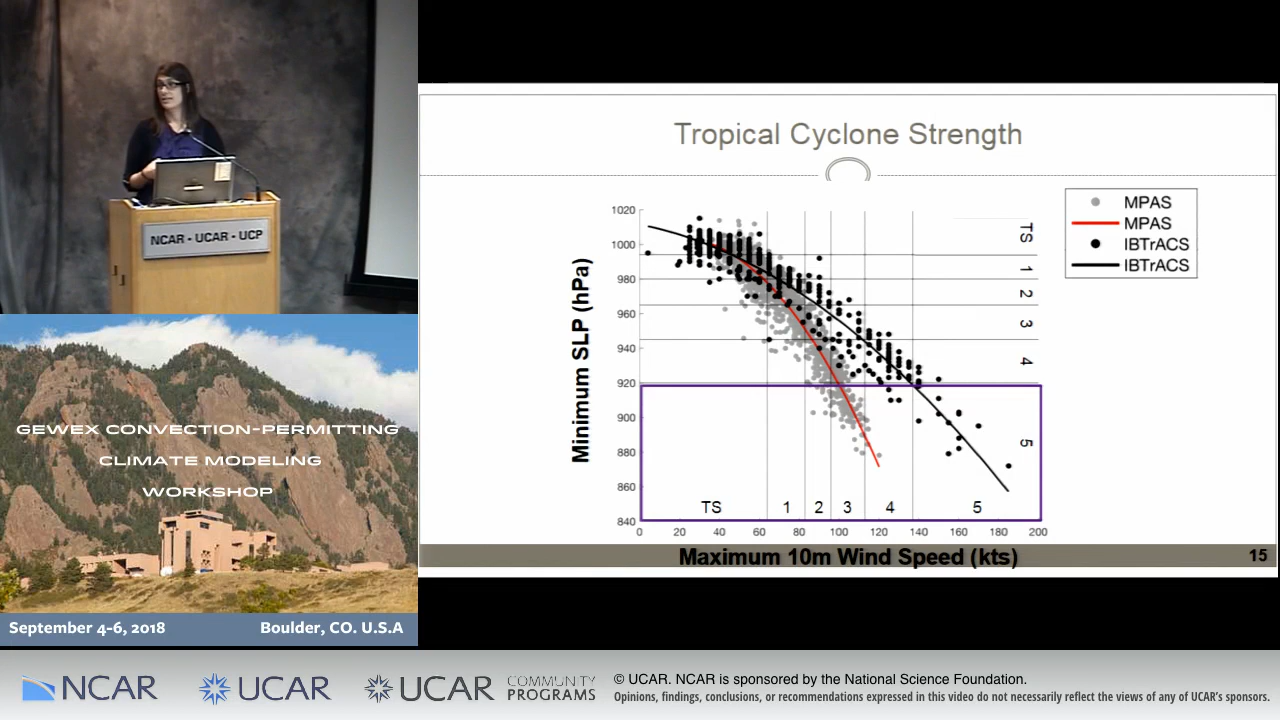 NCAR • UCAR • UCP
GEWEX CONVECTION-PERMITTING
CLIMATE MODELING
WORKSHOP
September 4-6, 2018
Boulder, CO. U.S.A
Tropical Cyclone Strength
MPAS
MPAS
IBTrACS
IBTrACS
Minimum SLP (hPa)
1020
1000
980
960
940
920
900
880
860
840
TS
1
2
3
4
5
TS 1 2 3 4 5
0 20 40 60 80 100 120 140 160 180 200
Maximum 10m Wind Speed (kts)
15
NCAR
UCAR
UCAR
COMMUNITY
PROGRAMS
© UCAR. NCAR is sponsored by the National Science Foundation.
Opinions, findings, conclusions, or recommendations expressed in this video do not necessarily reflect the views of any of UCAR's sponsors.